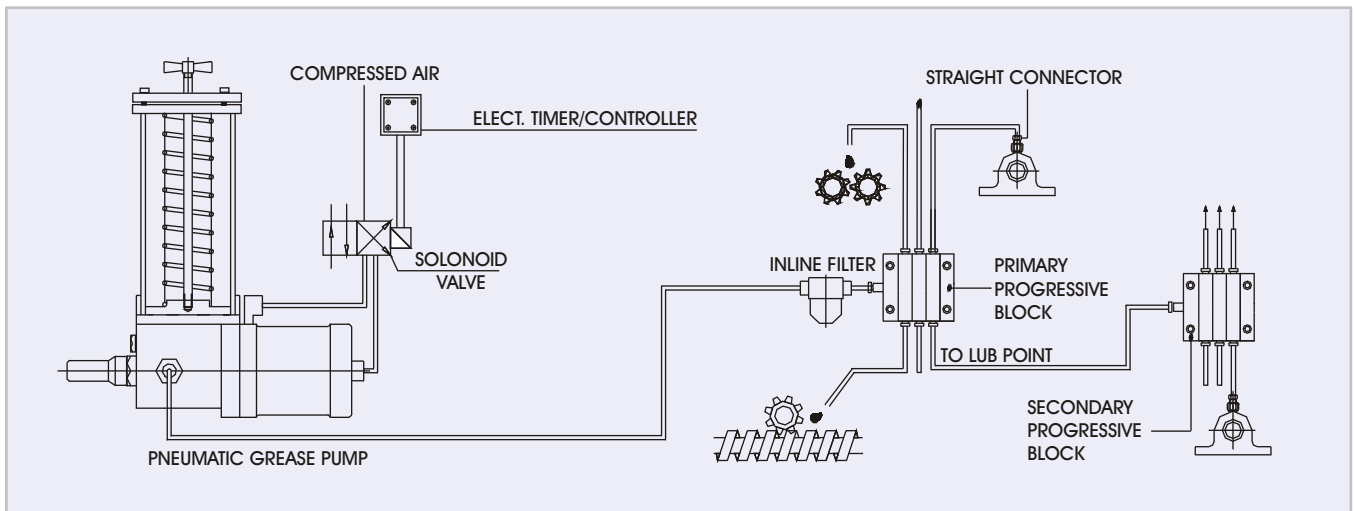 COMPRESSED AIR
ELECT. TIMER/CONTROLLER
SOLONOID
VALVE
PNEUMATIC GREASE PUMP
INLINE FILTER
STRAIGHT CONNECTOR
PRIMARY
PROGRESSIVE
BLOCK
TO LUB POINT
SECONDARY
PROGRESSIVE
BLOCK